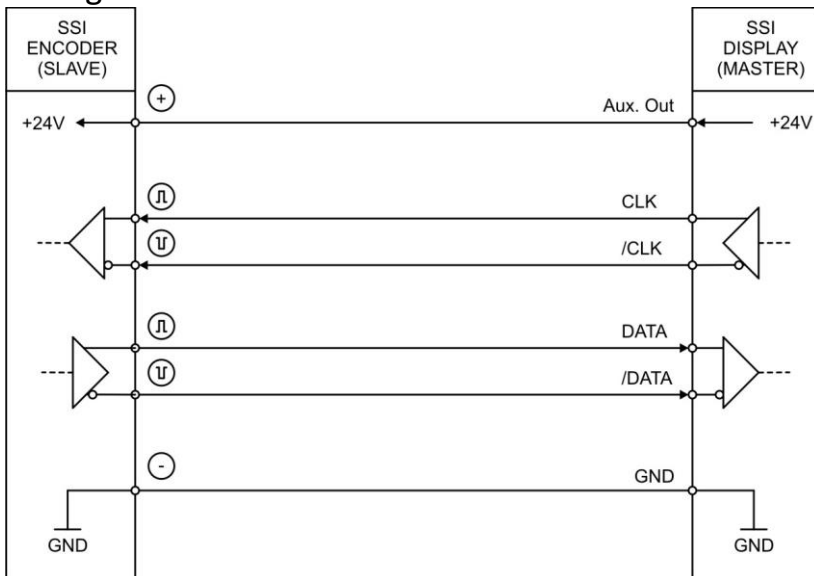 SSI
ENCODER
(SLAVE)
SSI
DISPLAY
(MASTER)
+
Aux. Out
+24V
+24V
CLK
/CLK
DATA
/DATA
-
GND
GND
GND